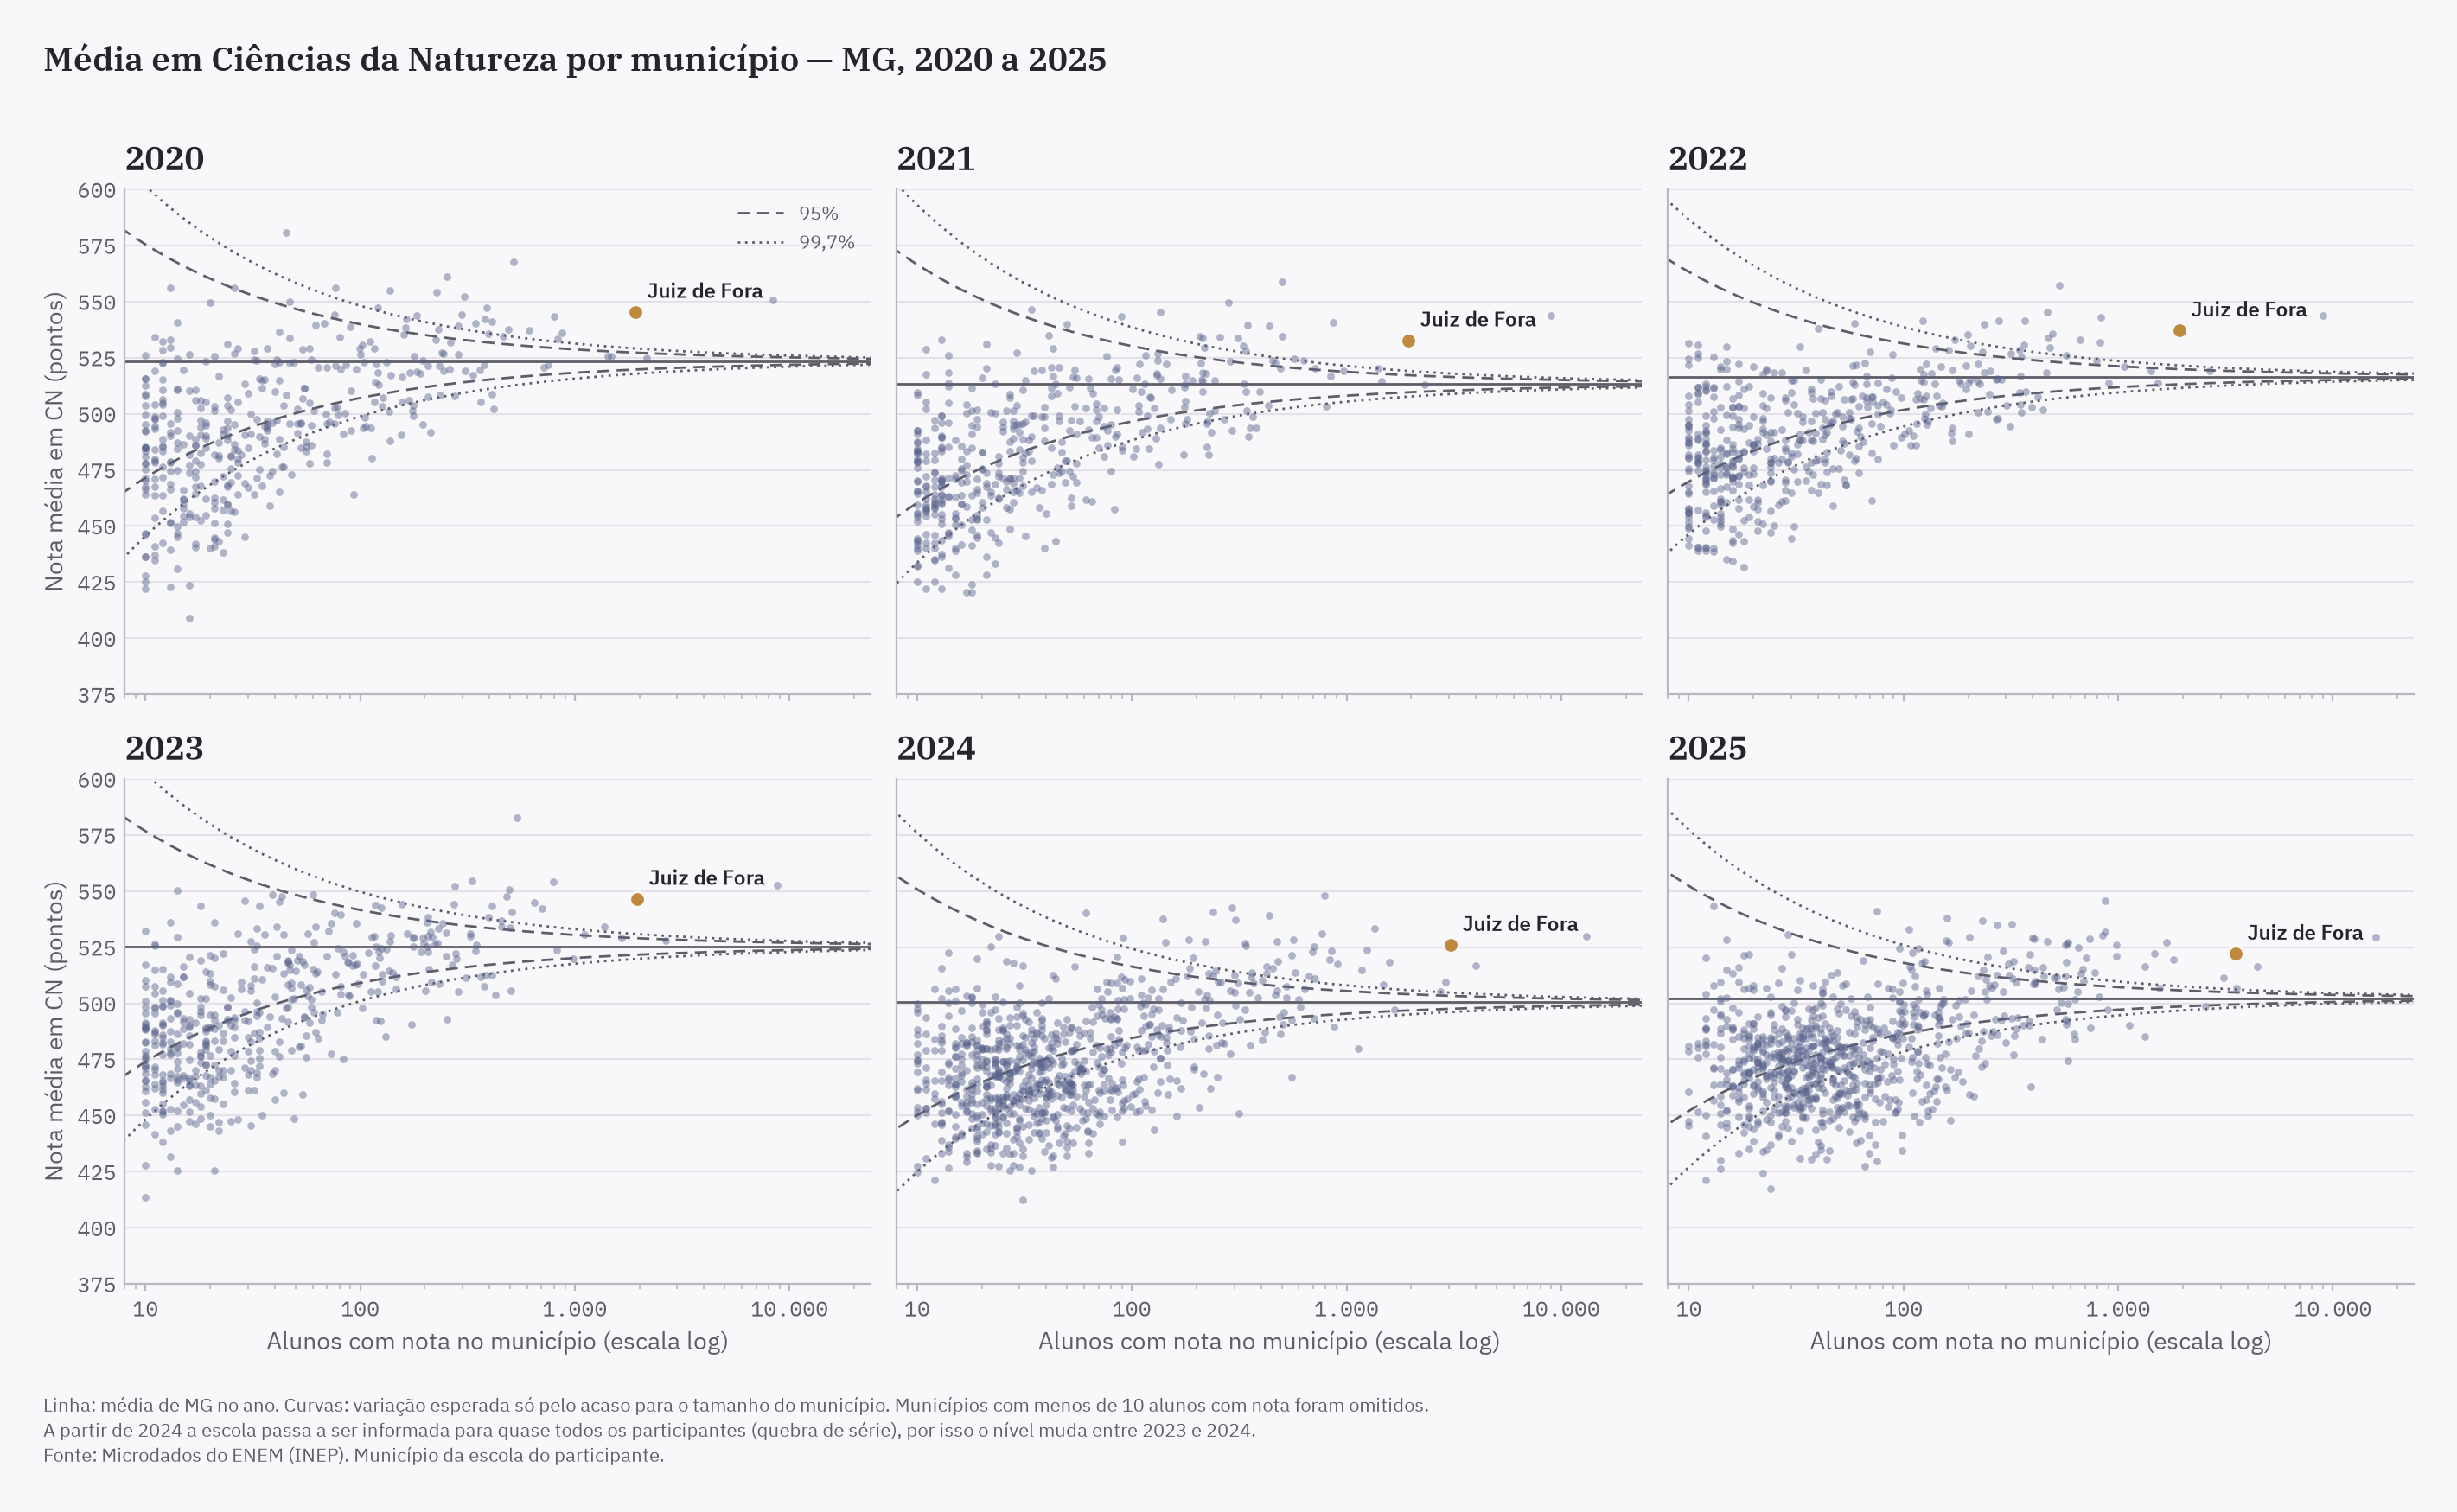 Média em Ciências da Natureza por município — MG, 2020 a 2025
2020
2021
2022
600
575
550
525
500
475
450
425
400
375
Nota média em CN (pontos)
95%
99,7%
Juiz de Fora
Juiz de Fora
Juiz de Fora
2023
2024
2025
600
575
550
525
500
475
450
425
400
375
Nota média em CN (pontos)
Juiz de Fora
Juiz de Fora
Juiz de Fora
10 100 1.000 10.000
10 100 1.000 10.000
10 100 1.000 10.000
Alunos com nota no município (escala log)
Alunos com nota no município (escala log)
Alunos com nota no município (escala log)
Linha: média de MG no ano. Curvas: variação esperada só pelo acaso para o tamanho do município. Municípios com menos de 10 alunos com nota foram omitidos.
A partir de 2024 a escola passa a ser informada para quase todos os participantes (quebra de série), por isso o nível muda entre 2023 e 2024.
Fonte: Microdados do ENEM (INEP). Município da escola do participante.